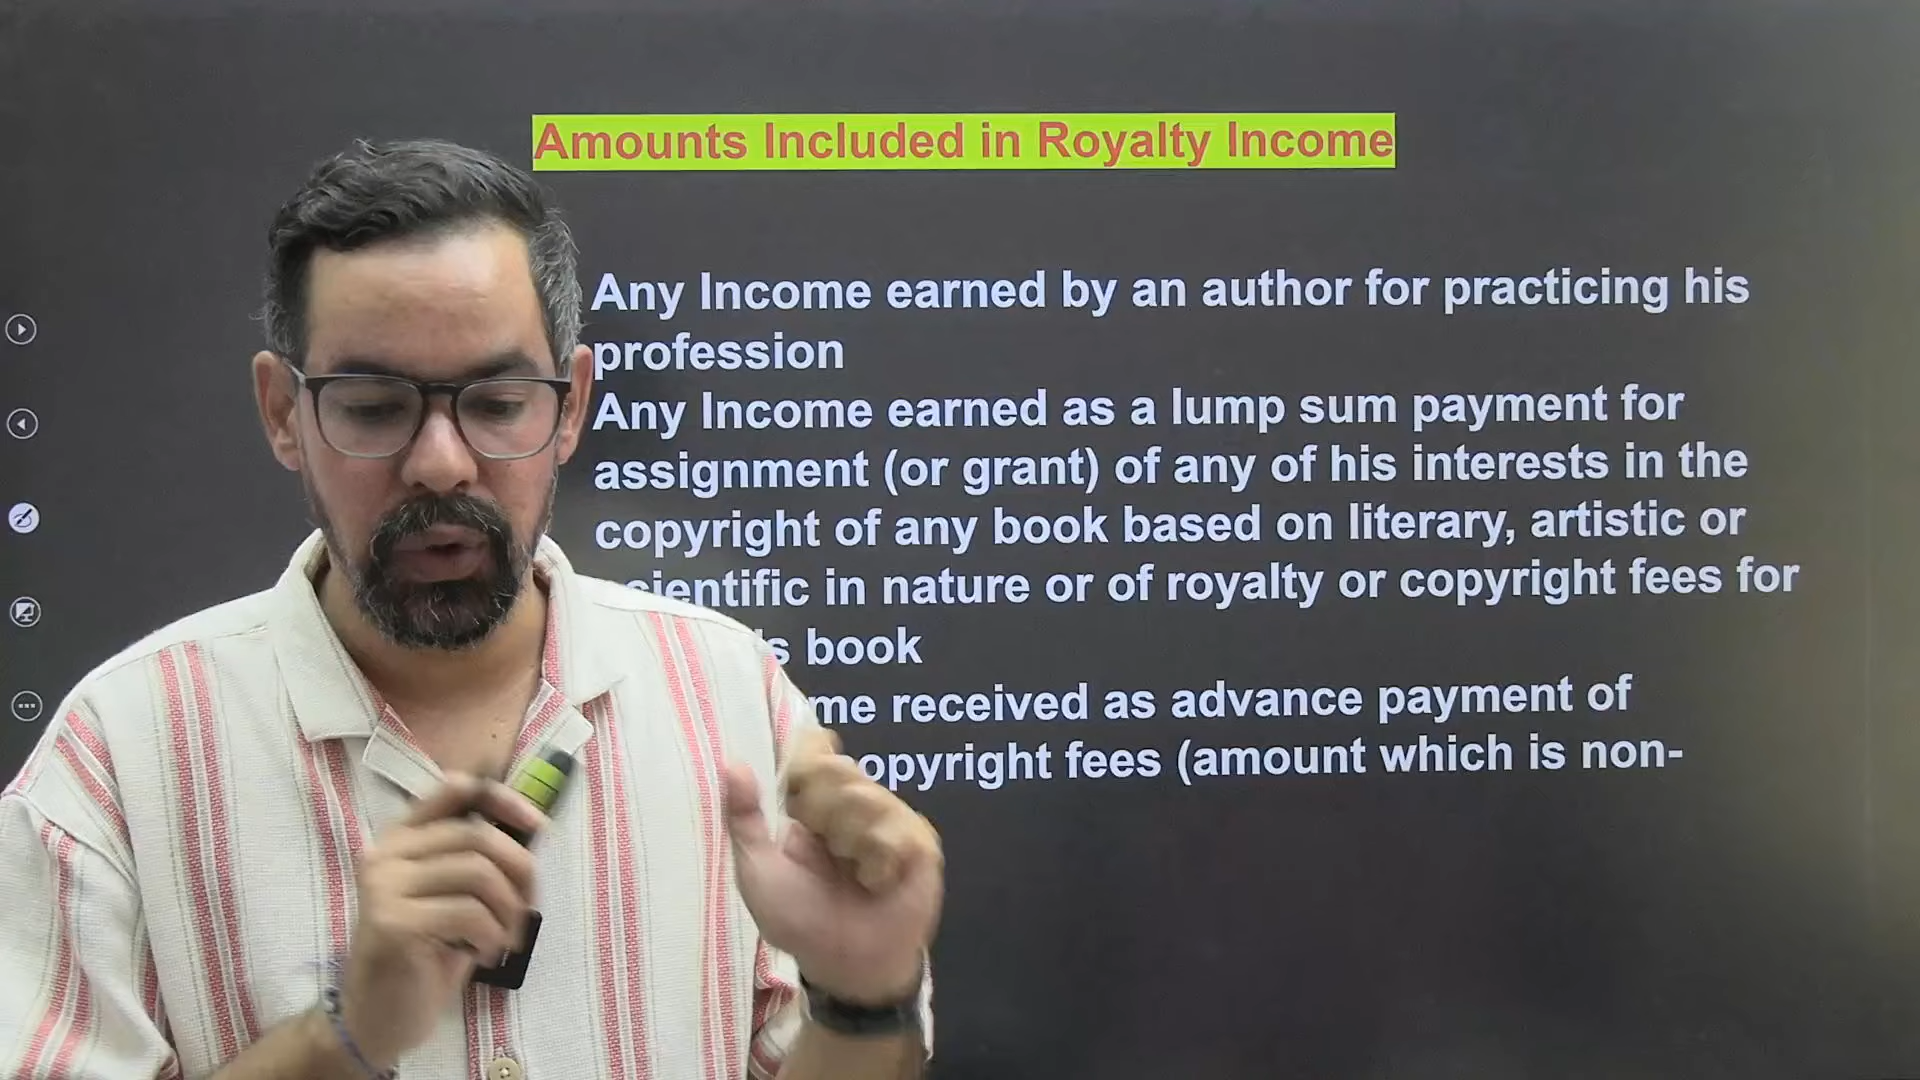 Amounts Included in Royalty Income
Any Income earned by an author for practicing his
profession
Any Income earned as a lump sum payment for
assignment (or grant) of any of his interests in the
copyright of any book based on literary, artistic or
in nature or of royalty or copyright fees for
book
received as advance payment of
fees (amount which is non-